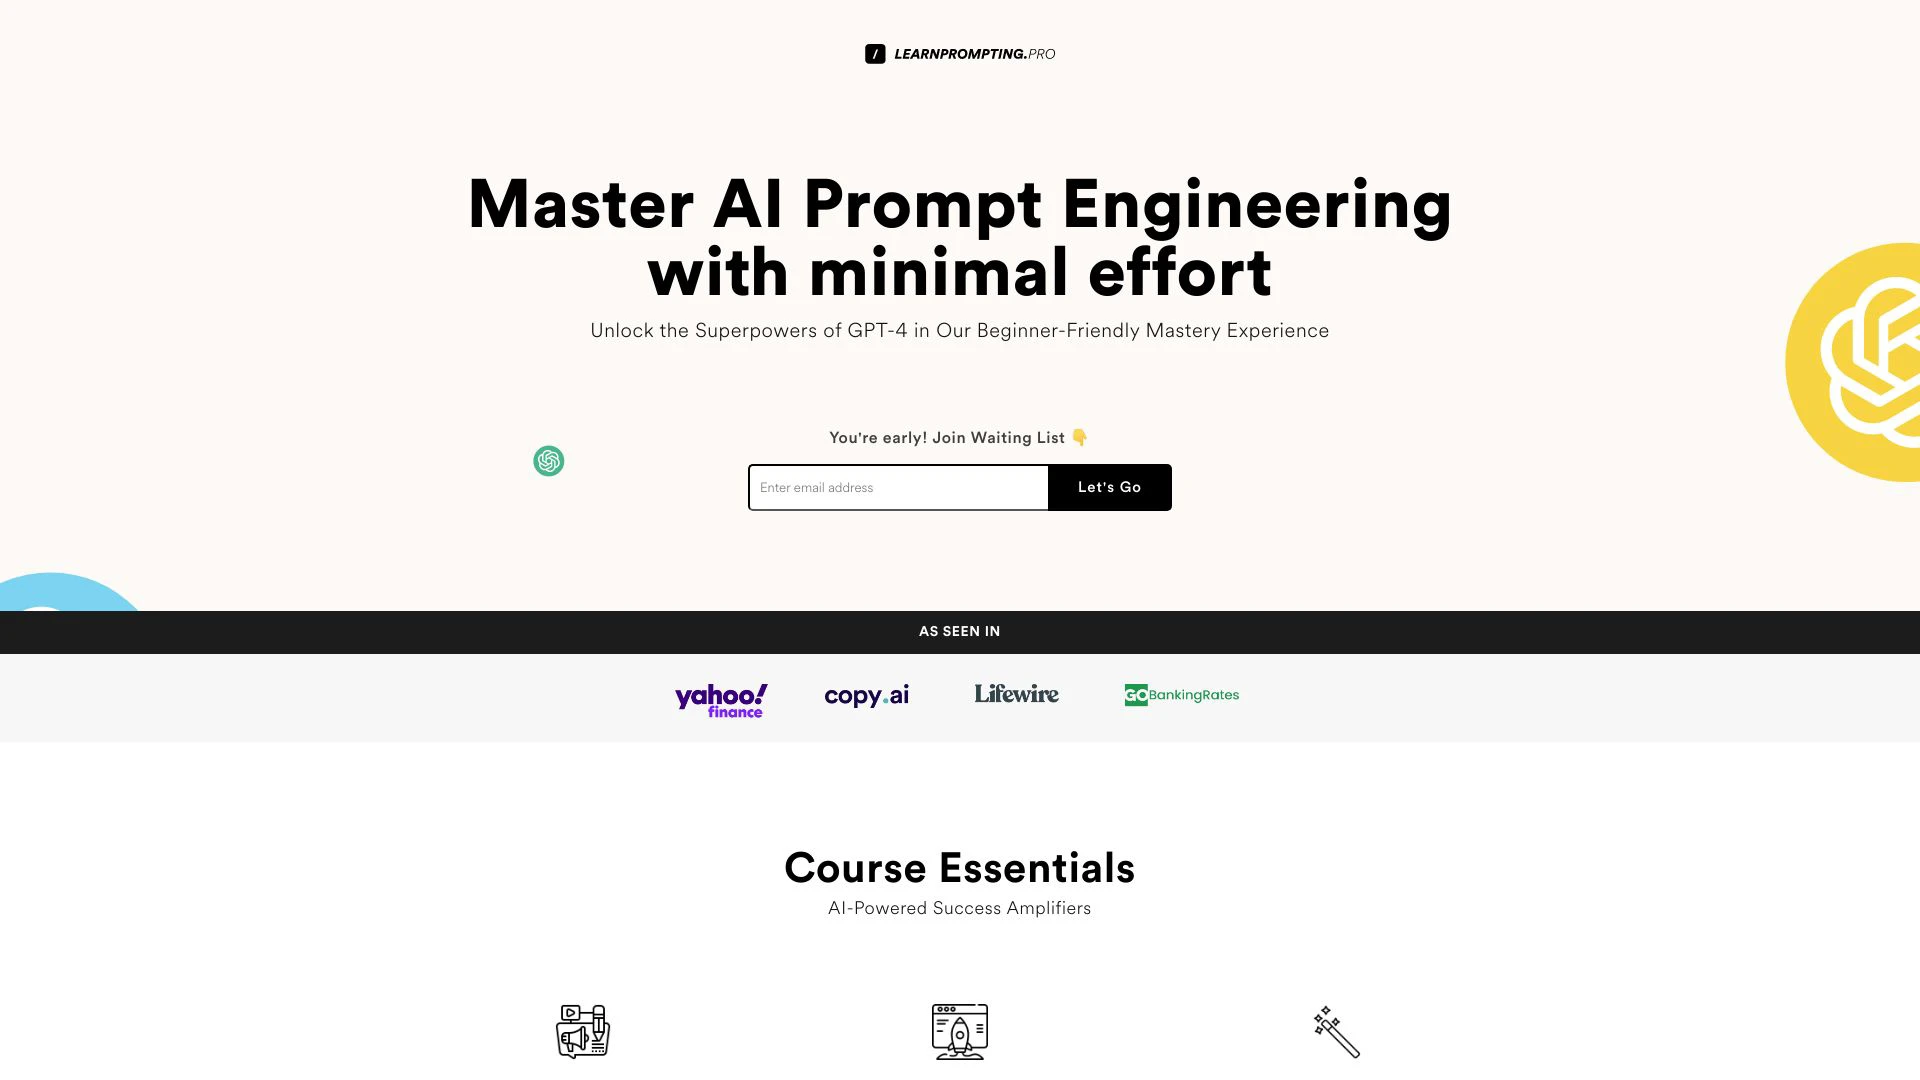 / LEARNPROMPTING.PRO
Master AI Prompt Engineering
with minimal effort
Unlock the Superpowers of GPT-4 in Our Beginner-Friendly Mastery Experience
You're early! Join Waiting List 👇
Enter email address
Let's Go
AS SEEN IN
yahoo! finance
copy.ai
Lifewire
GOBankingRates
Course Essentials
AI-Powered Success Amplifiers